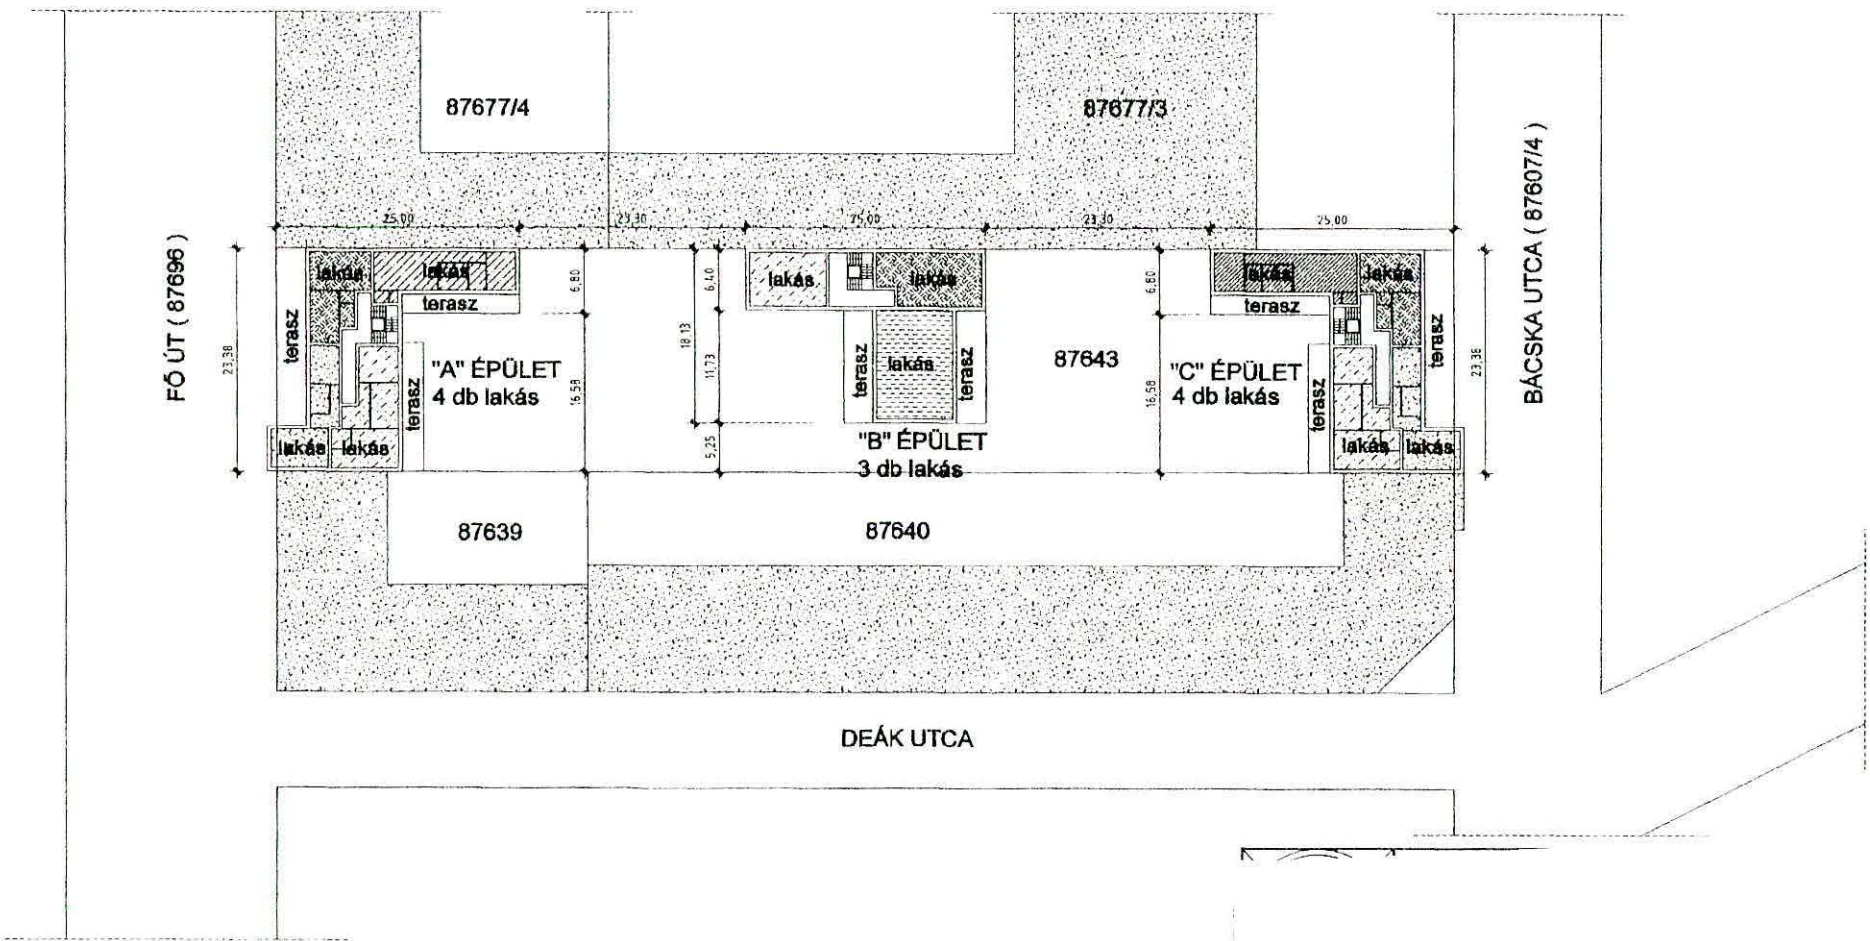 87677/4
87677/3
25,00
23,30
25,00
23,30
25,00
FŐ ÚT ( 87696 )
BÁCSKA UTCA ( 87607/4 )
23,38
lakás
lakás
terasz
terasz
"A" ÉPÜLET
4 db lakás
terasz
lakás
lakás
6,80
16,58
18,13
6,40
11,73
5,25
lakás
lakás
terasz
lakás
terasz
"B" ÉPÜLET
3 db lakás
87643
6,80
16,58
lakás
lakás
terasz
terasz
"C" ÉPÜLET
4 db lakás
terasz
lakás
lakás
23,38
87639
87640
DEÁK UTCA